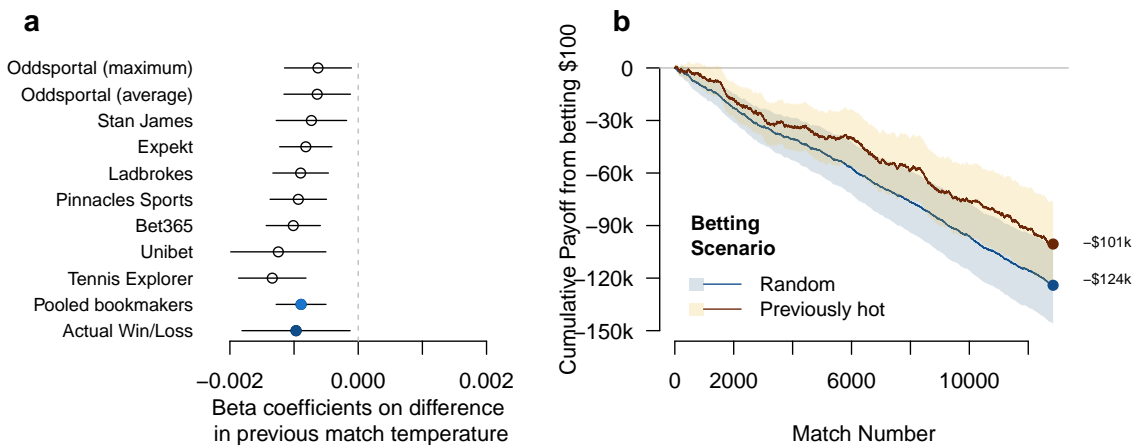 a
Oddsportal (maximum)
Oddsportal (average)
Stan James
Expekt
Ladbrokes
Pinnacles Sports
Bet365
Unibet
Tennis Explorer
Pooled bookmakers
Actual Win/Loss
−0.002
0.000
0.002
Beta coefficients on difference
in previous match temperature
b
Cumulative Payoff from betting $100
0
−30k
−60k
−90k
−120k
−150k
Betting
Scenario
Random
Previously hot
−$101k
−$124k
0
2000
6000
10000
Match Number